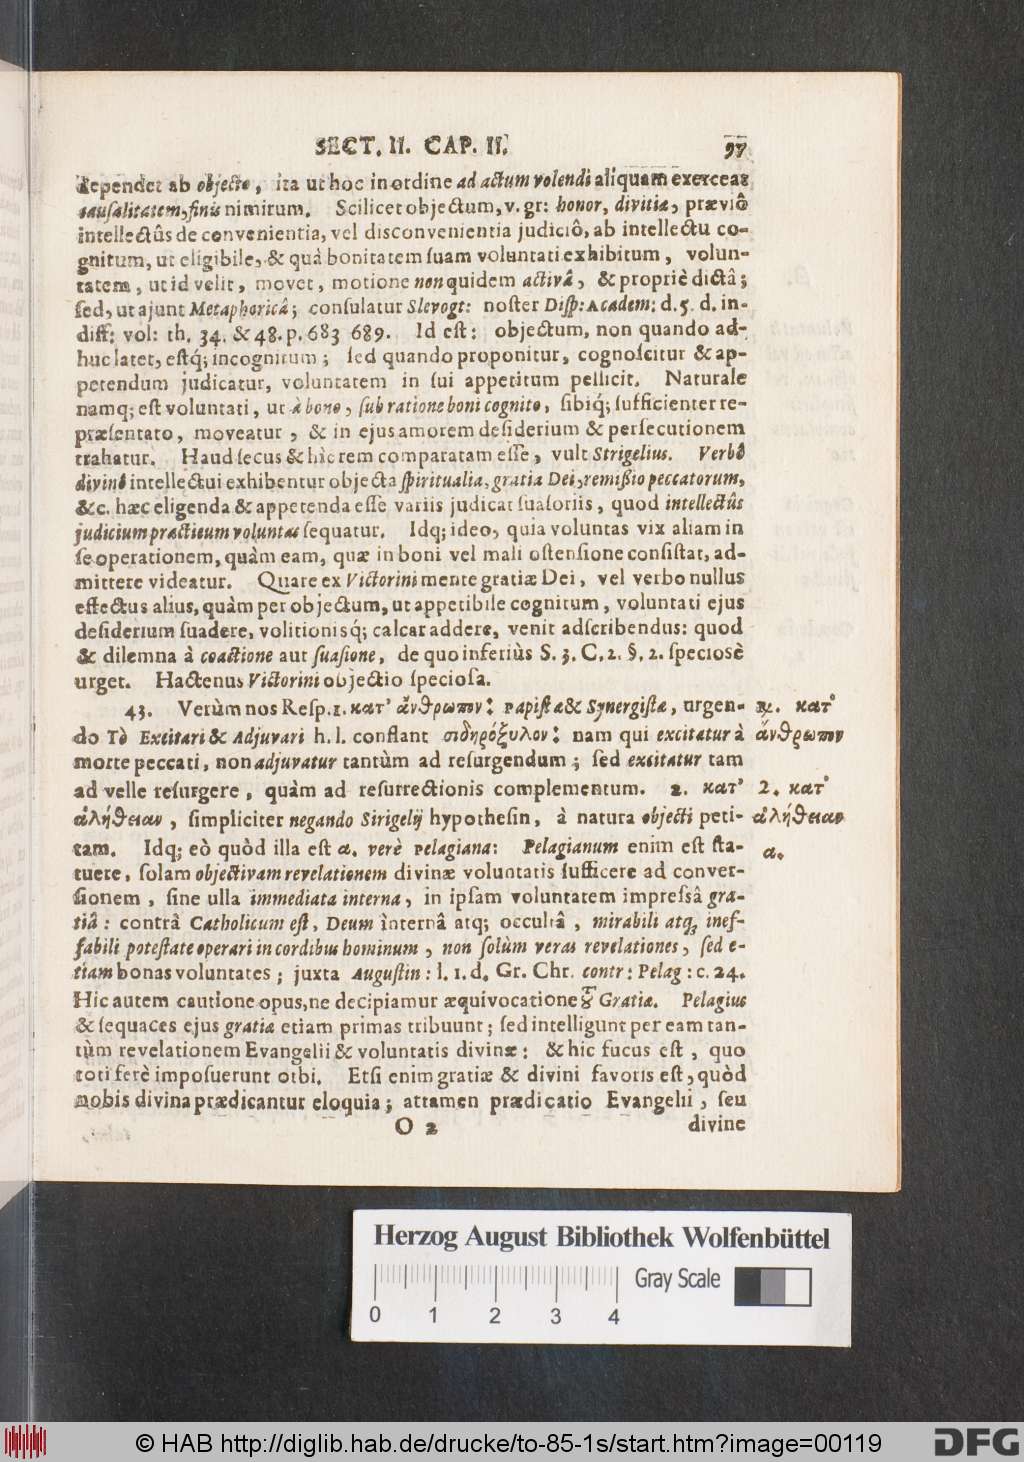 SECT. II. CAP. II. 97
dependet ab objecto, ita ut hoc in ordine ad actum volendi aliquam exerceat
causalitatem, finis nimirum. Scilicet objectum, v. gr: honor, divitiæ, præviô
intellectûs de convenientia, vel disconvenientia judiciô, ab intellectu co-
gnitum, ut eligibile, & quà bonitatem suam voluntati exhibitum, volun-
tatem, ut id velit, movet, motione non quidem activâ, & propriè dictâ;
sed, ut ajunt Metaphoricâ; consulatur Slevogt: noster Disp: Academ: d. 5. d. in-
diff: vol: th. 34. & 48. p. 683 689. Id est: objectum, non quando ad-
huc latet, estq; incognitum; sed quando proponitur, cognoscitur & ap-
petendum judicatur, voluntatem in sui appetitum pellicit. Naturale
namq; est voluntati, ut à bono, sub ratione boni cognito, sibiq́; sufficienter re-
præsentato, moveatur, & in ejus amorem desiderium & persecutionem
trahatur. Haud secus & hìc rem comparatam esse, vult Strigelius. Verbô
divinô intellectui exhibentur objecta spiritualia, gratia Dei, remißio peccatorum,
&c. hæc eligenda & appetenda esse variis judicat suasoriis, quod intellectûs
judicium practicum voluntas sequatur. Idq; ideo, quia voluntas vix aliam in
se operationem, quàm eam, quæ in boni vel mali ostensione consistat, ad-
mittere videatur. Quare ex Victorini mente gratiæ Dei, vel verbo nullus
effectus alius, quàm per objectum, ut appetibile cognitum, voluntati ejus
desiderium suadere, volitionisq́; calcar addere, venit adscribendus: quod
& dilemna à coactione aut suasione, de quo inferiùs S. 3. C. 2. §. 2. speciosè
urget. Hactenus Victorini objectio speciosa.
43. Verùm nos Resp. 1. κατ' ἄνθρωπον: Papistæ & Synergistæ, urgen-
do Τὸ Excitari & Adjuvari h. l. conflant σιδηρόξυλον: nam qui excitatur à
morte peccati, non adjuvatur tantùm ad resurgendum; sed excitatur tam
ad velle resurgere, quàm ad resurrectionis complementum. 2. κατ'
ἀλήθειαν, simpliciter negando Strigelij hypothesin, à natura objecti peti-
tam. Idq; eò quòd illa est α. verè Pelagiana: Pelagianum enim est sta-
tuere, solam objectivam revelationem divinæ voluntatis sufficere ad conver-
sionem, sine ulla immediata interna, in ipsam voluntatem impressâ gra-
tiâ: contrà Catholicum est, Deum internâ atq; occultâ, mirabili atq; inef-
fabili potestate operari in cordibus hominum, non solùm veras revelationes, sed e-
tiam bonas voluntates; juxta Augustin: l. 1. d. Gr. Chr. contr: Pelag: c. 24.
Hic autem cautione opus, ne decipiamur æquivocatione Gratiæ. Pelagius
& sequaces ejus gratiæ etiam primas tribuunt; sed intelligunt per eam tan-
tùm revelationem Evangelii & voluntatis divinæ: & hic fucus est, quo
toti ferè imposuerunt orbi. Etsi enim gratiæ & divini favoris est, quòd
nobis divina prædicantur eloquia; attamen prædicatio Evangelii, seu
O 2 divinæ
κατ'
ἄνθρωπον
2. κατ'
ἀλήθειαν
α.
Herzog August Bibliothek Wolfenbüttel
Gray Scale
0 1 2 3 4
© HAB http://diglib.hab.de/drucke/to-85-1s/start.htm?image=00119
DFG